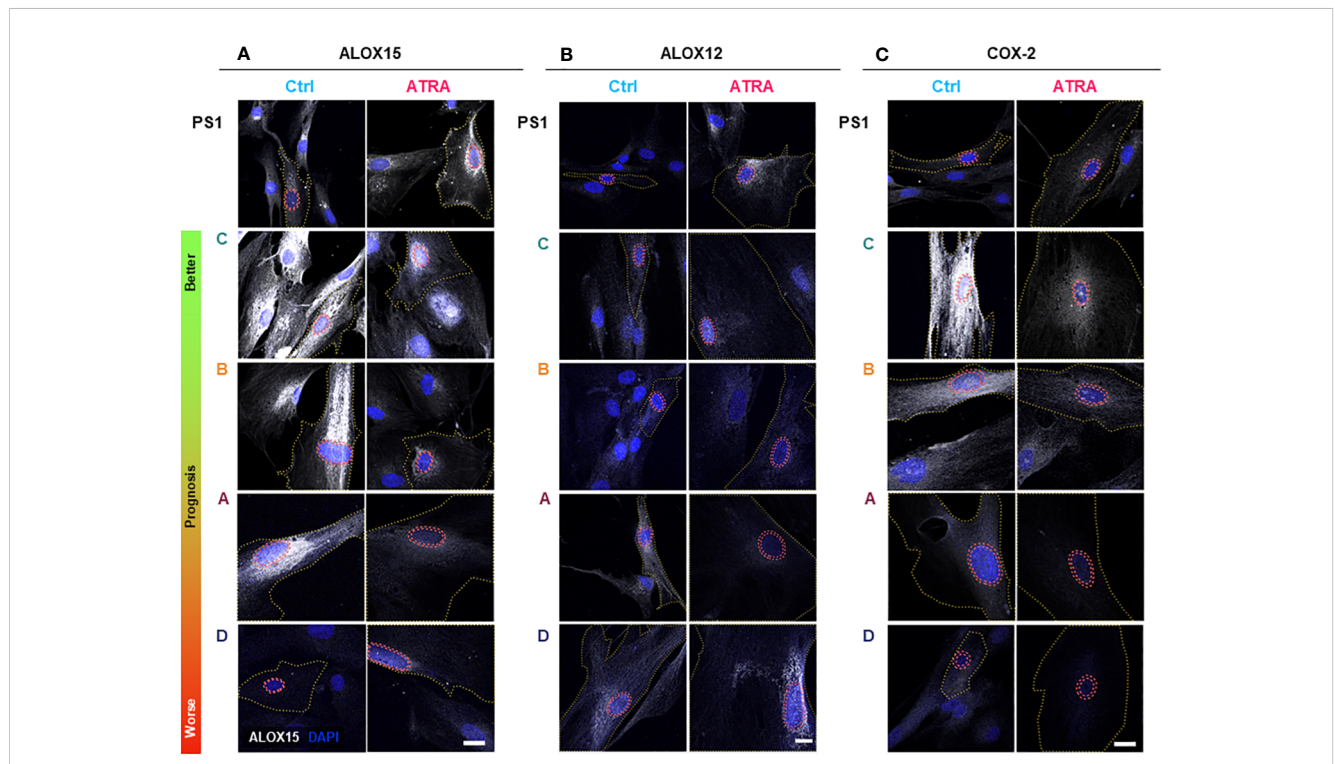 A ALOX15 B ALOX12 C COX-2
Ctrl ATRA Ctrl ATRA Ctrl ATRA
PS1 PS1 PS1
Better C C C
Prognosis B B B
A A A
Worse D D D
ALOX15 DAPI